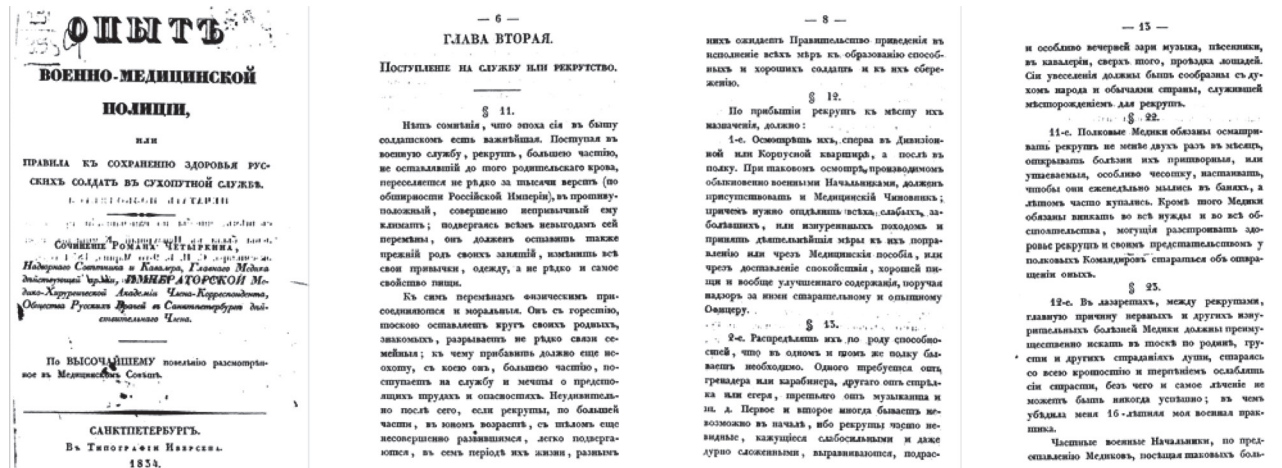 ОПЫТЪ
ВОЕННО-МЕДИЦИНСКОЙ
ПОЛИЦІИ,
ИЛИ
ПРАВИЛА КЪ СОХРАНЕНІЮ ЗДОРОВЬЯ РУС-
СКИХЪ СОЛДАТЪ ВЪ СУХОПУТНОЙ СЛУЖБѢ.
Сочиненіе Романа Четыркина,
Надворнаго Совѣтника и Кавалера, Главнаго Медика
дѣйствующей арміи, ИМПЕРАТОРСКОЙ Ме-
дико-Хирургической Академіи Члена-Корреспондента,
Общества Русскихъ Врачей въ Санктпетербургѣ дѣй-
ствительнаго Члена.
По ВЫСОЧАЙШЕМУ повелѣнію разсмотрѣн-
ное въ Медицинскомъ Совѣтѣ.
САНКТПЕТЕРБУРГЪ.
Въ Типографіи Иверсена.
1834.
— 6 —
ГЛАВА ВТОРАЯ.
Поступленіе на службу или рекрутство.
§ 11.
Нѣтъ сомнѣнія, что эпоха сія въ быту
солдатскомъ есть важнѣйшая. Поступая въ
военную службу, рекрутъ, большею частію,
не оставлявшій до того родительскаго крова,
переселяется не рѣдко за тысячи верстъ (по
обширности Россійской Имперіи), въ противу-
положный, совершенно непривычный ему
климатъ; подвергаясь всѣмъ невыгодамъ сей
перемѣны, онъ долженъ оставить также
прежній родъ своихъ занятій, измѣнить всѣ
свои привычки, одежду, а не рѣдко и самое
свойство пищи.
Къ симъ перемѣнамъ физическимъ при-
соединяются и моральныя. Онъ съ горестію,
тоскою оставляетъ кругъ своихъ родныхъ,
знакомыхъ, разрываетъ не рѣдко связи се-
мейныя; къ чему прибавить должно еще не-
охоту, съ коею онъ, большею частію, по-
ступаетъ на службу и мечты о предсто-
ящихъ трудахъ и опасностяхъ. Неудивитель-
но послѣ сего, если рекруты, по большей
части, въ юномъ возрастѣ, съ тѣломъ еще
несовершенно развившимся, легко подверга-
ются, въ семъ періодѣ ихъ жизни, разнымъ
— 8 —
нихъ ожидаетъ Правительство приведенія въ
исполненіе всѣхъ мѣръ къ образованію способ-
ныхъ и хорошихъ солдатъ и къ ихъ сбере-
женію.
§ 12.
По прибытіи рекрутъ къ мѣсту ихъ
назначенія, должно:
1-е. Осмотрѣть ихъ, сперва въ Дивизіон-
ной или Корпусной квартирѣ, а послѣ въ
полку. При таковомъ осмотрѣ, производимомъ
обыкновенно военными Начальниками, долженъ
присутствовать и Медицинскій Чиновникъ;
причемъ нужно отдѣлить всѣхъ слабыхъ, за-
болѣвшихъ, или изнуренныхъ походомъ и
принять дѣятельнѣйшія мѣры къ ихъ поправ-
ленію или чрезъ Медицинскія пособія, или
чрезъ доставленіе спокойствія, хорошей пи-
щи и вообще улучшеннаго содержанія, поручая
надзоръ за ними старательному и опытному
Офицеру.
§ 13.
2-е. Распредѣлять ихъ по роду способно-
стей, что въ одномъ и томъ же полку бы-
ваетъ необходимо. Одного требуется отъ
гренадера или карабинера, другаго отъ стрѣл-
ка или егеря, третьяго отъ музыканта и
т. д. Первое и второе иногда бываетъ не-
возможно въ началѣ, ибо рекруты часто не-
видные, кажущіеся слабосильными и даже
дурно сложенными, выравниваются, подрас-
— 13 —
и особливо вечерней зари музыка, пѣсенники,
въ кавалеріи, сверхъ того, проѣздка лошадей.
Сіи увеселенія должны быть сообразны съ ду-
хомъ народа и обычаями страны, служившей
мѣсторожденіемъ для рекрутъ.
§ 22.
11-е. Полковые Медики обязаны осматри-
вать рекрутъ не менѣе двухъ разъ въ мѣсяцъ,
открывать болѣзни ихъ притворныя, или
утаеваемыя, особливо чесотку, настаивать,
чтобы они еженедѣльно мылись въ баняхъ, а
лѣтомъ часто купались. Кромѣ того Медики
обязаны вникать во всѣ нужды и во всѣ об-
стоятельства, могущія разстроивать здо-
ровье рекрутъ и своимъ предстательствомъ у
полковыхъ Командировъ стараться объ отвра-
щеніи оныхъ.
§ 23.
12-е. Въ лазаретахъ, между рекрутами,
главную причину нервныхъ и другихъ изну-
рительныхъ болѣзней Медики должны преиму-
щественно искать въ тоскѣ по родинѣ, гру-
сти и другихъ страданіяхъ души, стараясь
со всею кротостію и терпѣніемъ ослаблять
сіи страсти, безъ чего и самое лѣченіе не
можетъ быть никогда успѣшно; въ чемъ
убѣдила меня 16-лѣтняя моя военная прак-
тика.
Частные военные Начальники, по пред-
ставленію Медиковъ, посѣщая таковыхъ боль-